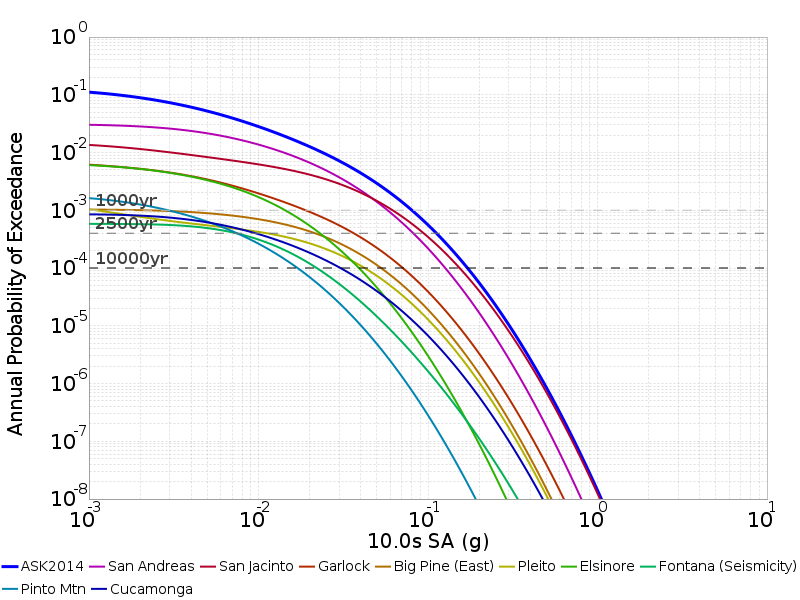 10^0
10^-1
10^-2
10^-3
10^-4
10^-5
10^-6
10^-7
10^-8
Annual Probability of Exceedance
1000yr
2500yr
10000yr
10^-3 10^-2 10^-1 10^0 10^1
10.0s SA (g)
ASK2014 San Andreas San Jacinto Garlock Big Pine (East) Pleito Elsinore Fontana (Seismicity)
Pinto Mtn Cucamonga